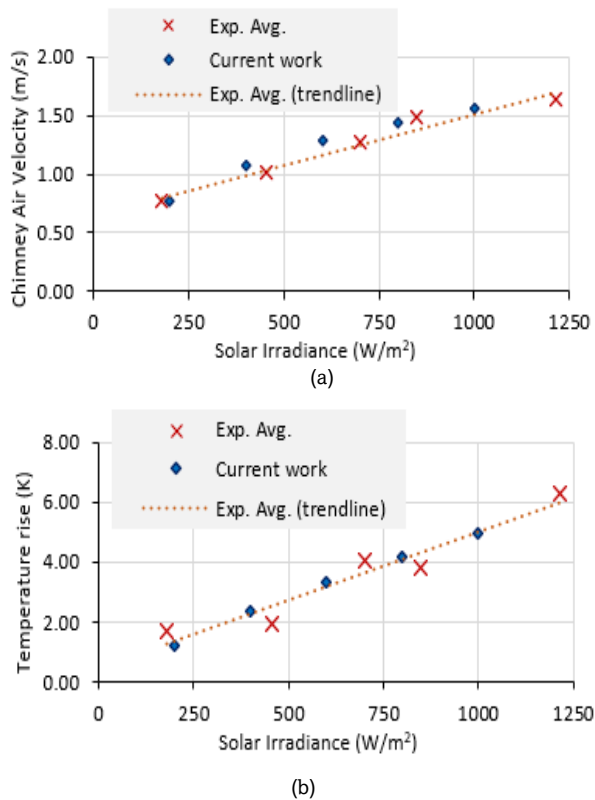 Exp. Avg.
Current work
Exp. Avg. (trendline)
Chimney Air Velocity (m/s)
2.00
1.50
1.00
0.50
0.00
0 250 500 750 1000 1250
Solar Irradiance (W/m²)
(a)
Exp. Avg.
Current work
Exp. Avg. (trendline)
Temperature rise (K)
8.00
6.00
4.00
2.00
0.00
0 250 500 750 1000 1250
Solar Irradiance (W/m²)
(b)